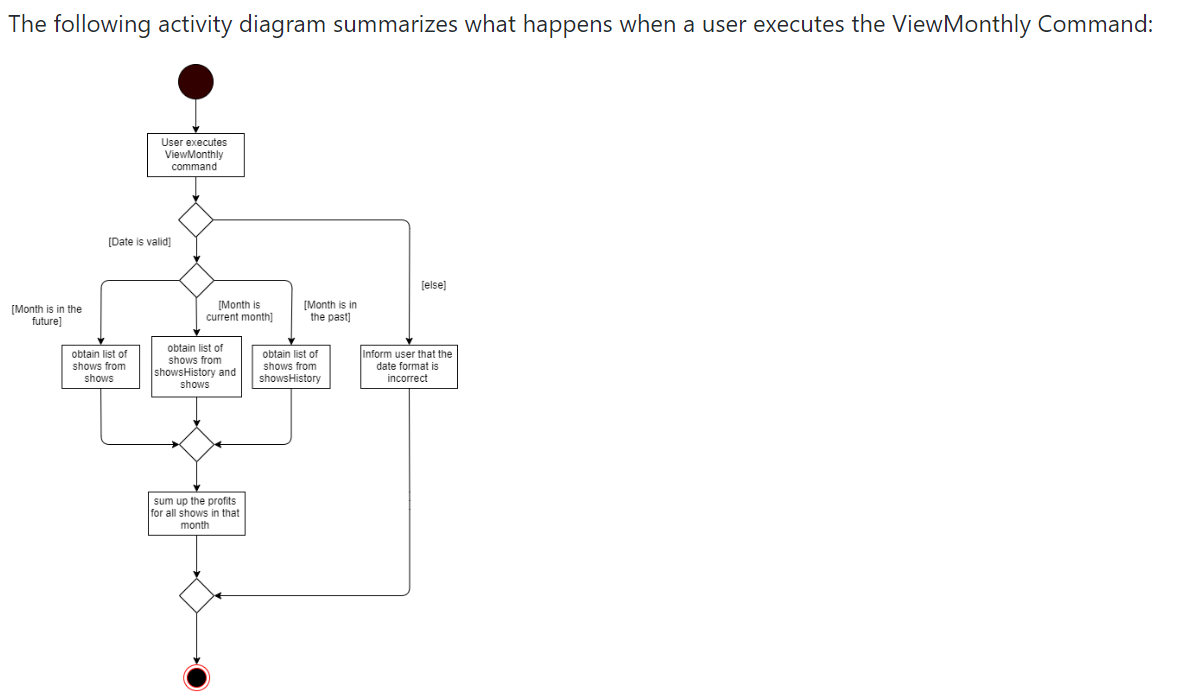 The following activity diagram summarizes what happens when a user executes the ViewMonthly Command:
User executes
ViewMonthly
command
[Date is valid]
[else]
[Month is in the
future]
[Month is
current month]
[Month is in
the past]
obtain list of
shows from
shows
obtain list of
shows from
showsHistory and
shows
obtain list of
shows from
showsHistory
Inform user that the
date format is
incorrect
sum up the profits
for all shows in that
month